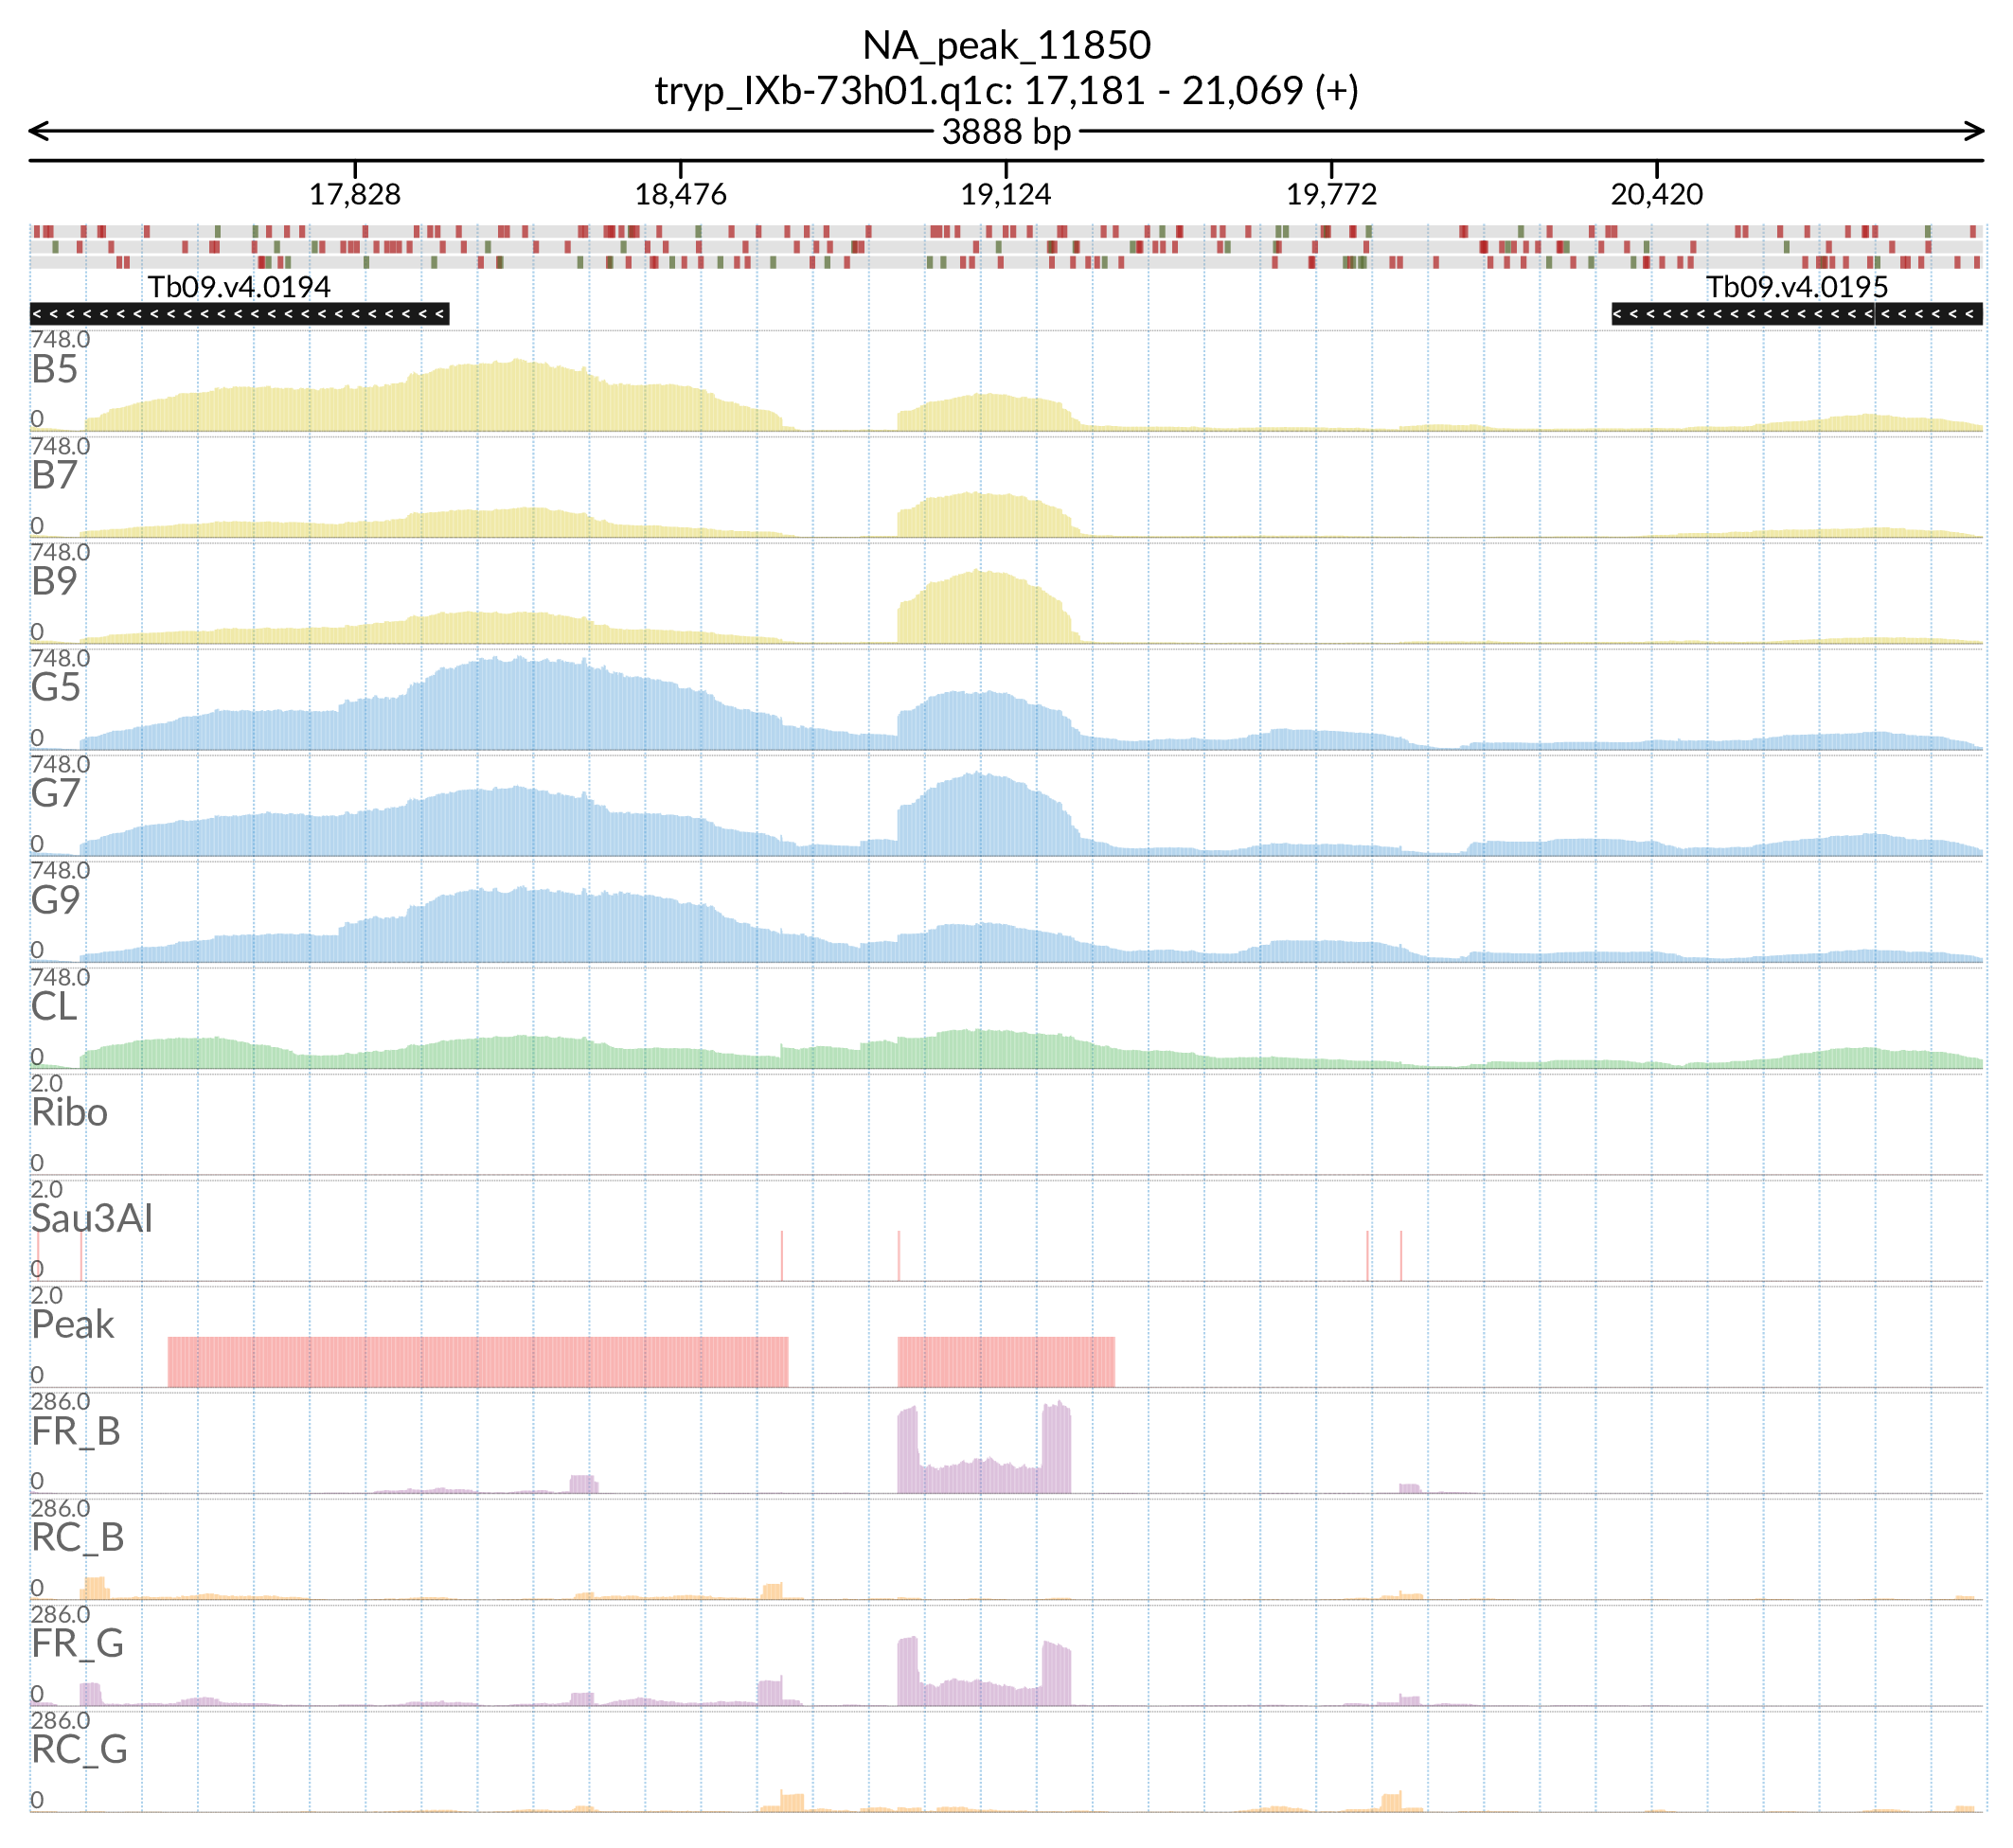 NA_peak_11850
tryp_IXb-73h01.q1c: 17,181 - 21,069 (+)
3888 bp
17,828 18,476 19,124 19,772 20,420
Tb09.v4.0194 Tb09.v4.0195
748.0
B5
0
748.0
B7
0
748.0
B9
0
748.0
G5
0
748.0
G7
0
748.0
G9
0
748.0
CL
0
2.0
Ribo
0
2.0
Sau3AI
0
2.0
Peak
0
286.0
FR_B
0
286.0
RC_B
0
286.0
FR_G
0
286.0
RC_G
0